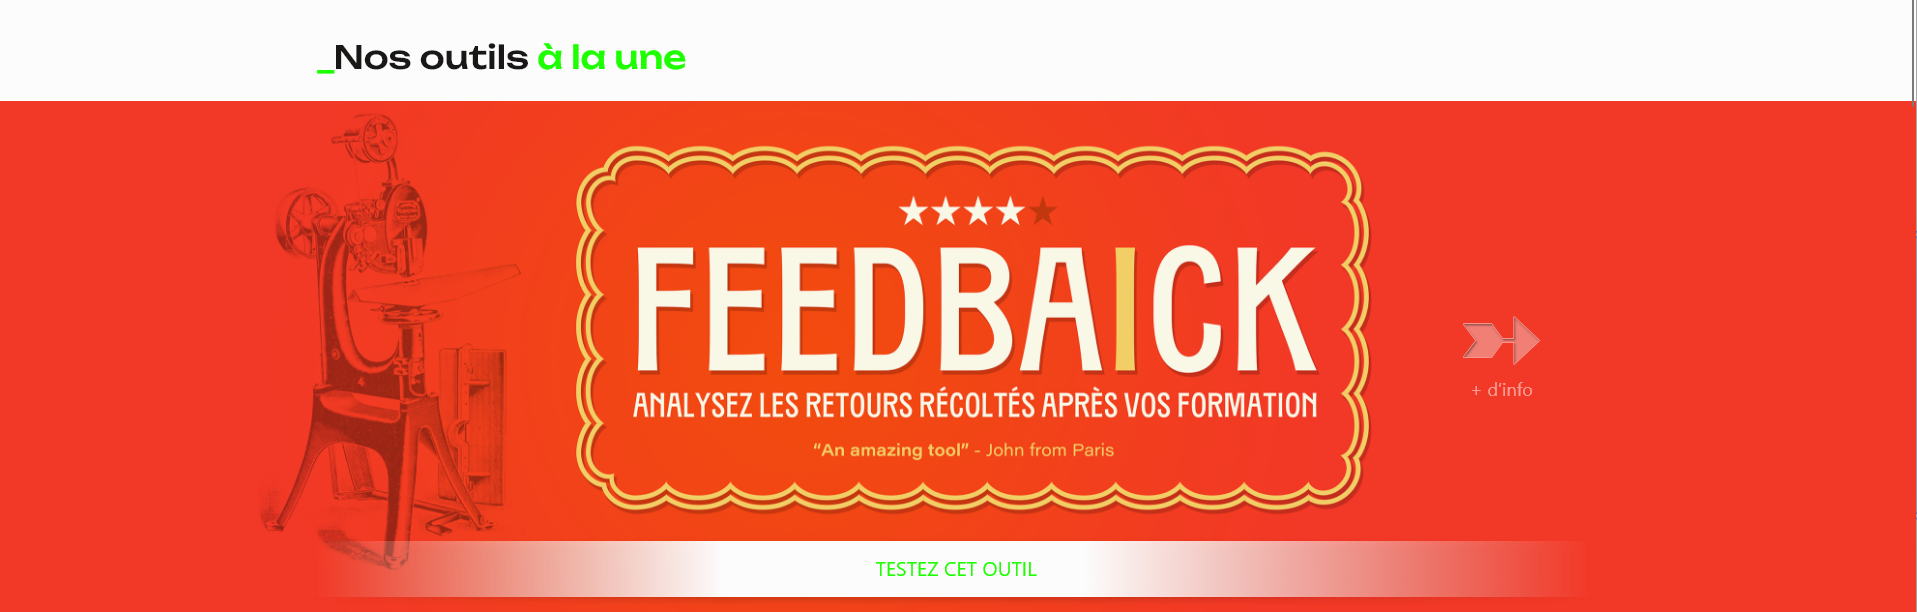 _Nos outils à la une
FEEDBAICK
ANALYSEZ LES RETOURS RÉCOLTÉS APRÈS VOS FORMATION
“An amazing tool” - John from Paris
+ d'info
TESTEZ CET OUTIL